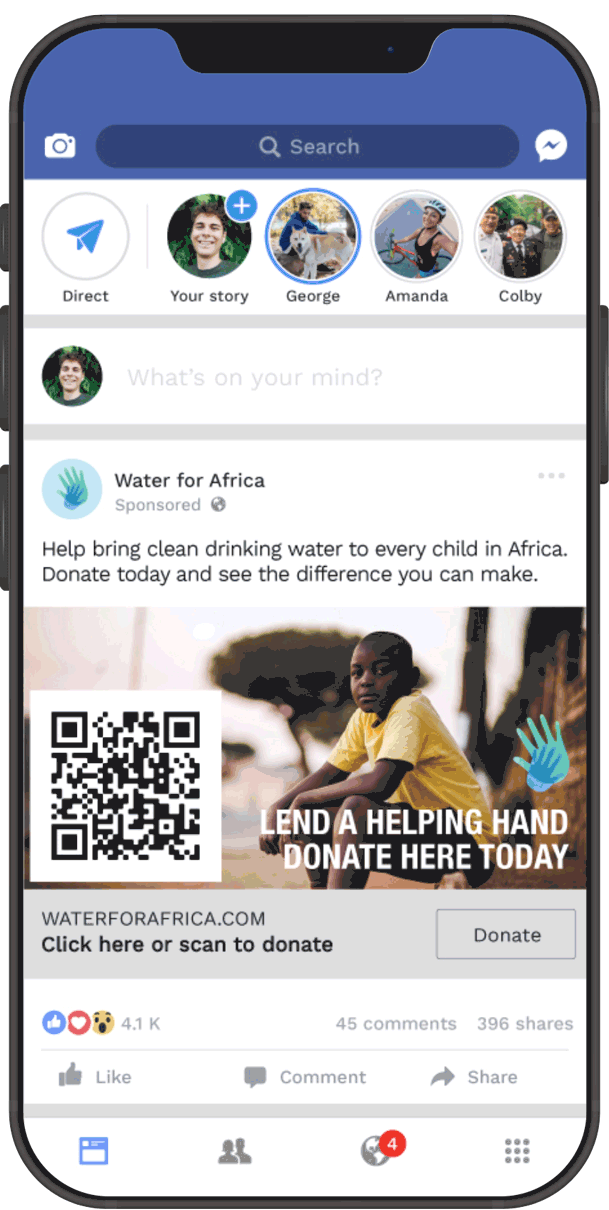 Search
Direct
Your story
George
Amanda
Colby
What's on your mind?
Water for Africa
Sponsored
Help bring clean drinking water to every child in Africa.
Donate today and see the difference you can make.
LEND A HELPING HAND
DONATE HERE TODAY
WATERFORAFRICA.COM
Click here or scan to donate
Donate
4.1 K
45 comments
396 shares
Like
Comment
Share
4